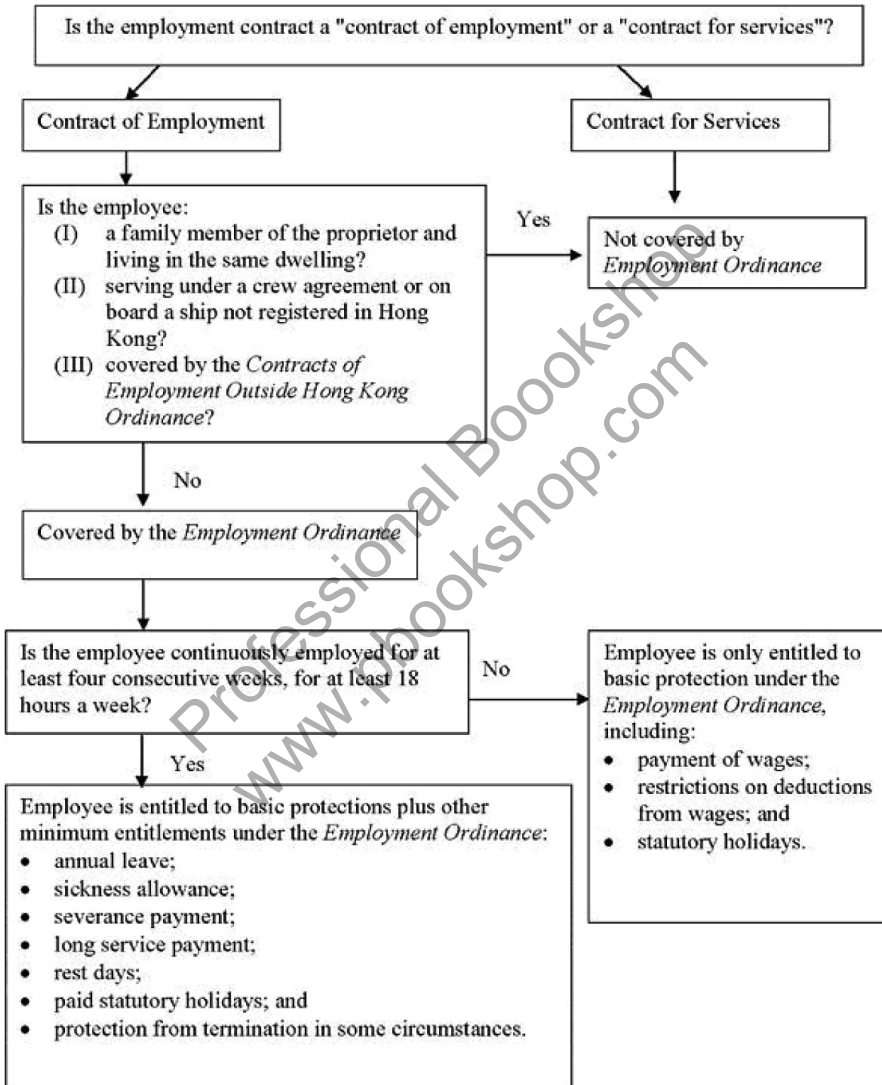 Is the employment contract a "contract of employment" or a "contract for services"?
Contract of Employment
Contract for Services
Is the employee:
(I) a family member of the proprietor and
living in the same dwelling?
(II) serving under a crew agreement or on
board a ship not registered in Hong
Kong?
(III) covered by the Contracts of
Employment Outside Hong Kong
Ordinance?
Yes
Not covered by
Employment Ordinance
No
Covered by the Employment Ordinance
Is the employee continuously employed for at
least four consecutive weeks, for at least 18
hours a week?
No
Employee is only entitled to
basic protection under the
Employment Ordinance,
including:
• payment of wages;
• restrictions on deductions
from wages; and
• statutory holidays.
Yes
Employee is entitled to basic protections plus other
minimum entitlements under the Employment Ordinance:
• annual leave;
• sickness allowance;
• severance payment;
• long service payment;
• rest days;
• paid statutory holidays; and
• protection from termination in some circumstances.
Professional Boookshop
www.pbookshop.com